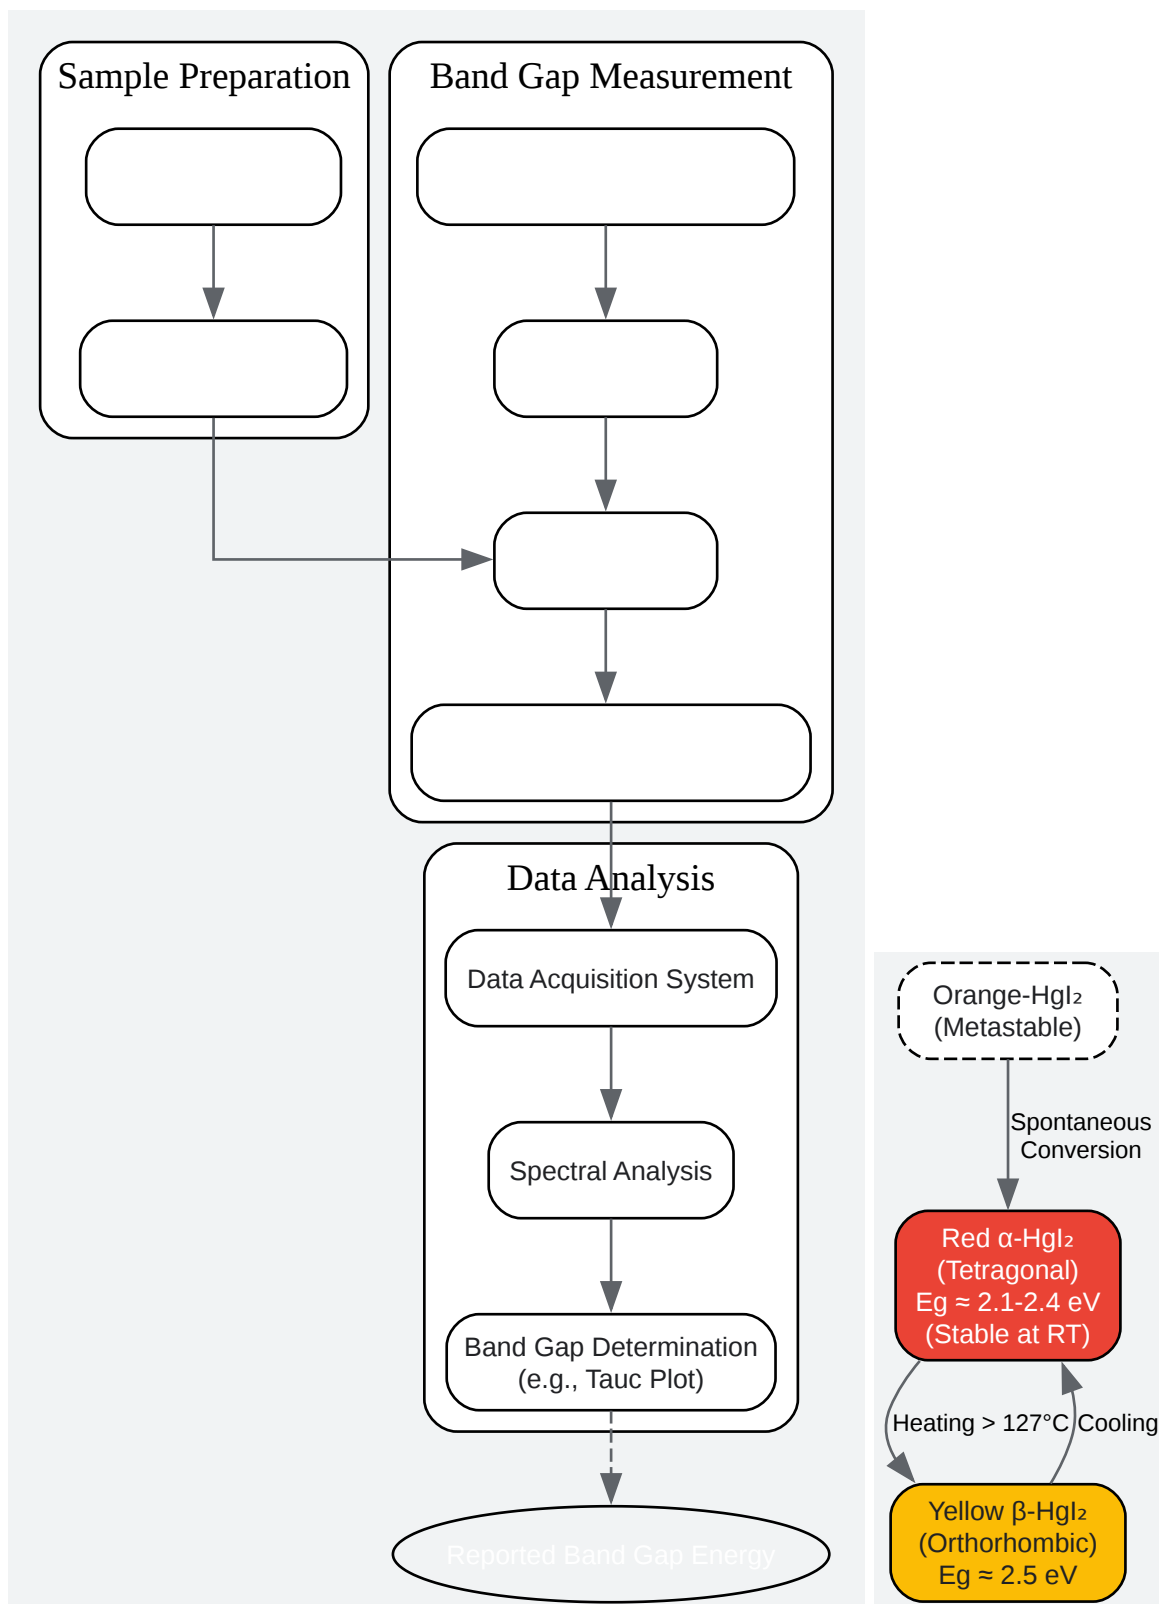 Sample Preparation
Band Gap Measurement
Data Analysis
Data Acquisition System
Spectral Analysis
Band Gap Determination
(e.g., Tauc Plot)
Reported Band Gap Energy
Orange-HgI₂
(Metastable)
Spontaneous
Conversion
Red α-HgI₂
(Tetragonal)
Eg ≈ 2.1-2.4 eV
(Stable at RT)
Heating > 127°C
Cooling
Yellow β-HgI₂
(Orthorhombic)
Eg ≈ 2.5 eV